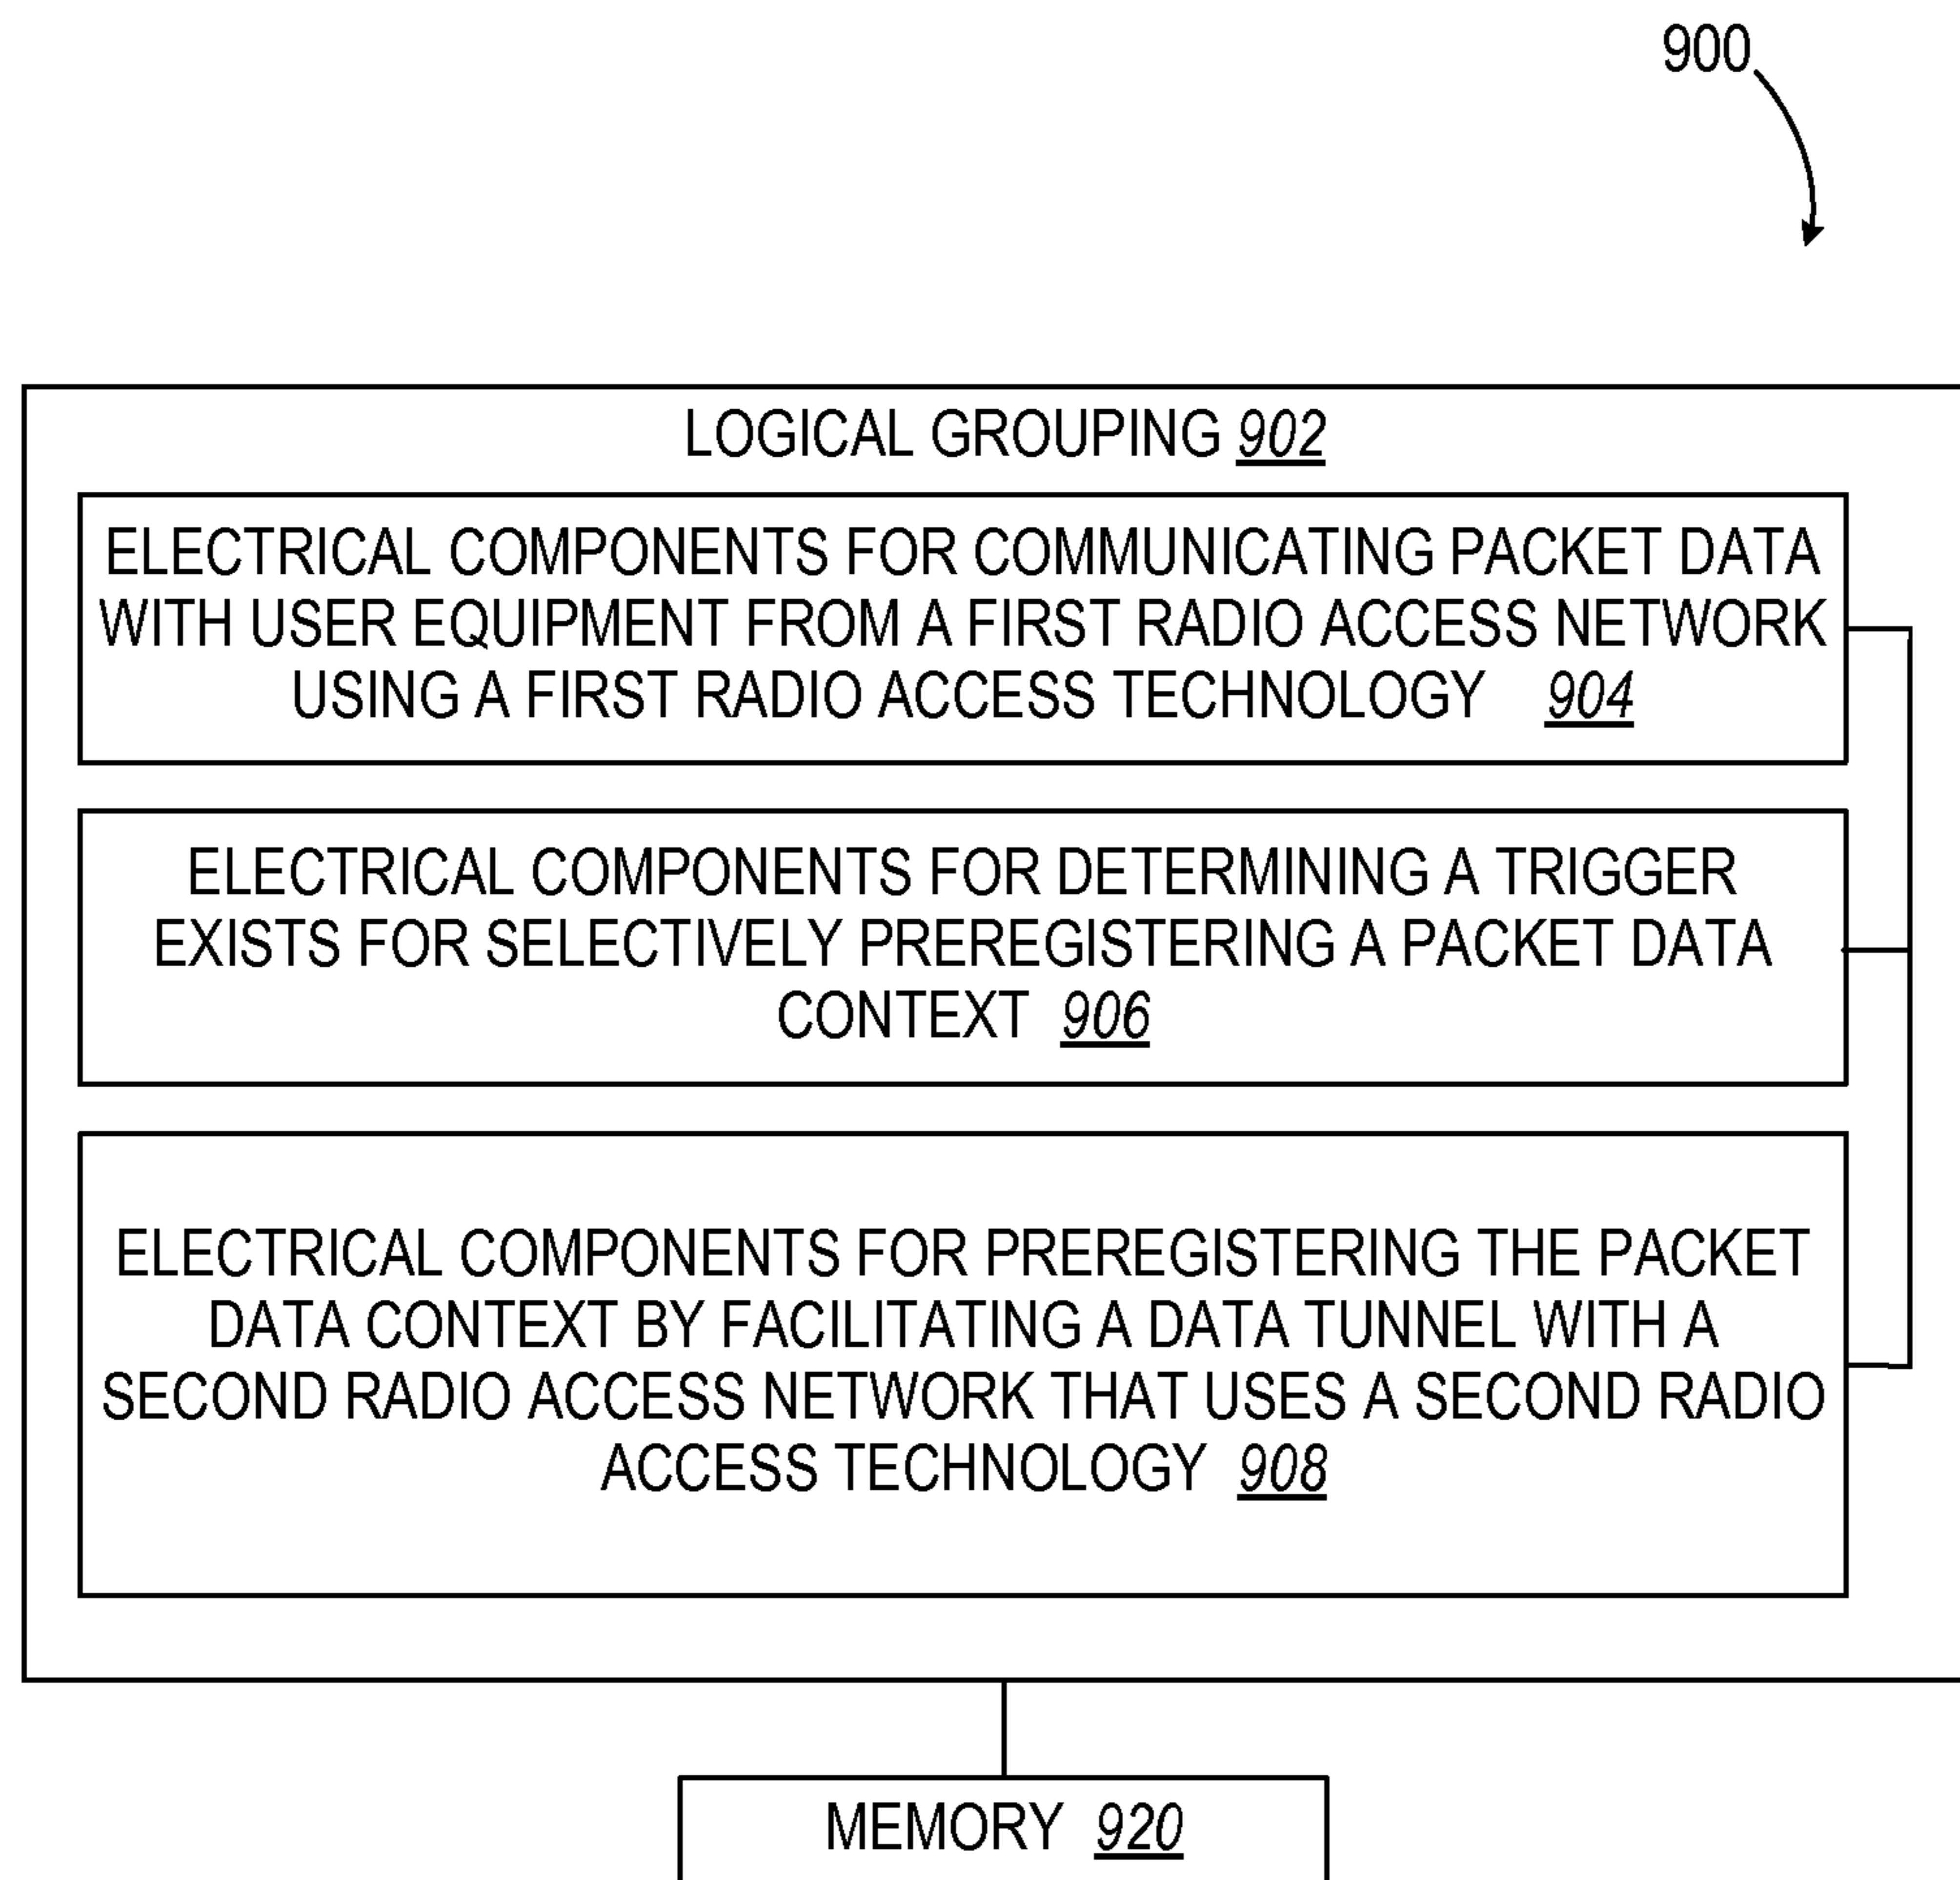 900
LOGICAL GROUPING 902
ELECTRICAL COMPONENTS FOR COMMUNICATING PACKET DATA
WITH USER EQUIPMENT FROM A FIRST RADIO ACCESS NETWORK
USING A FIRST RADIO ACCESS TECHNOLOGY 904
ELECTRICAL COMPONENTS FOR DETERMINING A TRIGGER
EXISTS FOR SELECTIVELY PREREGISTERING A PACKET DATA
CONTEXT 906
ELECTRICAL COMPONENTS FOR PREREGISTERING THE PACKET
DATA CONTEXT BY FACILITATING A DATA TUNNEL WITH A
SECOND RADIO ACCESS NETWORK THAT USES A SECOND RADIO
ACCESS TECHNOLOGY 908
MEMORY 920